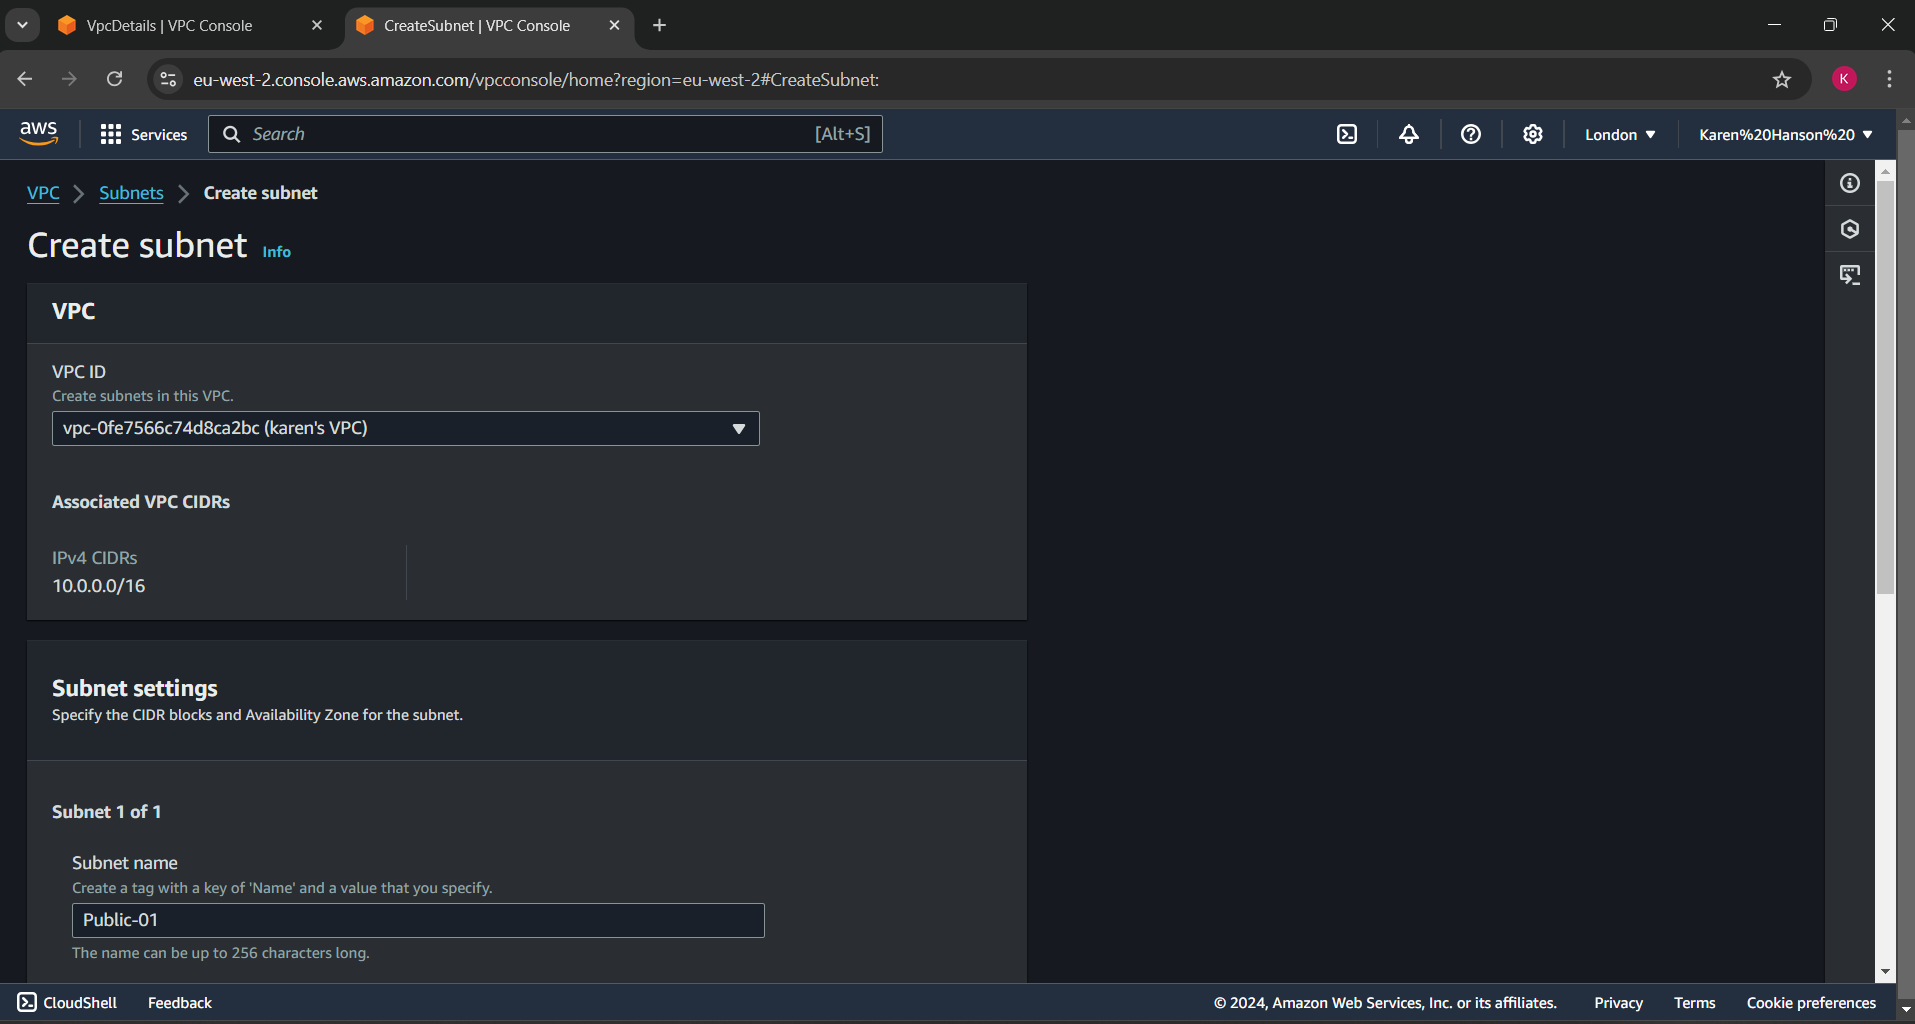 VpcDetails | VPC Console
CreateSubnet | VPC Console
eu-west-2.console.aws.amazon.com/vpcconsole/home?region=eu-west-2#CreateSubnet:
K
aws
Services
Search
[Alt+S]
London
Karen%20Hanson%20
VPC
Subnets
Create subnet
Create subnet Info
VPC
VPC ID
Create subnets in this VPC.
vpc-0fe7566c74d8ca2bc (karen's VPC)
Associated VPC CIDRs
IPv4 CIDRs
10.0.0.0/16
Subnet settings
Specify the CIDR blocks and Availability Zone for the subnet.
Subnet 1 of 1
Subnet name
Create a tag with a key of 'Name' and a value that you specify.
Public-01
The name can be up to 256 characters long.
CloudShell
Feedback
© 2024, Amazon Web Services, Inc. or its affiliates.
Privacy
Terms
Cookie preferences